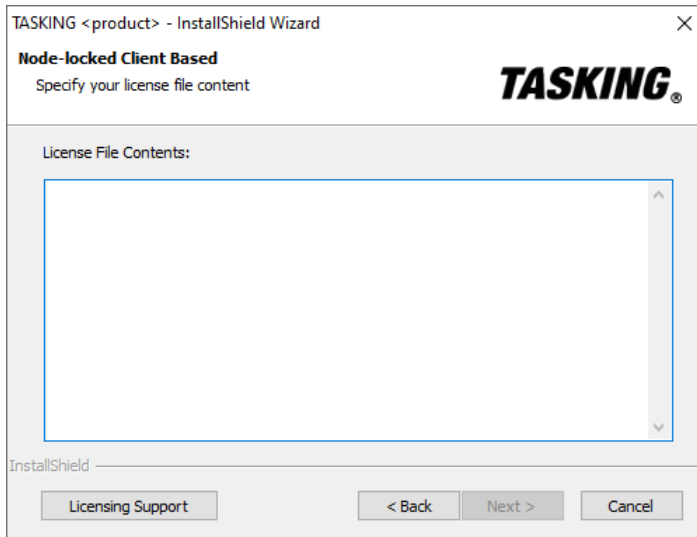 TASKING <product> - InstallShield Wizard
Node-locked Client Based
Specify your license file content
TASKING®
License File Contents:
InstallShield
Licensing Support
< Back
Next >
Cancel